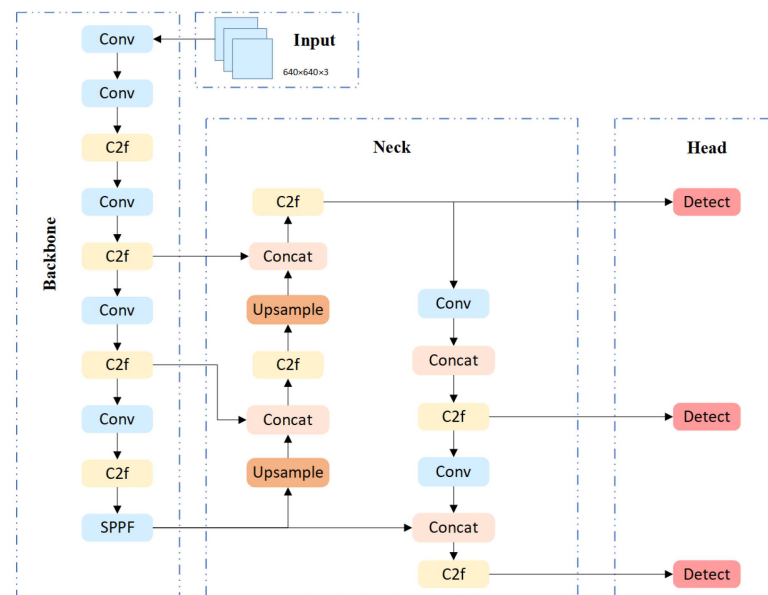 Input
640×640×3
Backbone
Conv
Conv
C2f
Conv
C2f
Conv
C2f
Conv
C2f
SPPF
Neck
C2f
Concat
Upsample
C2f
Concat
Upsample
Conv
Concat
C2f
Conv
Concat
C2f
Head
Detect
Detect
Detect